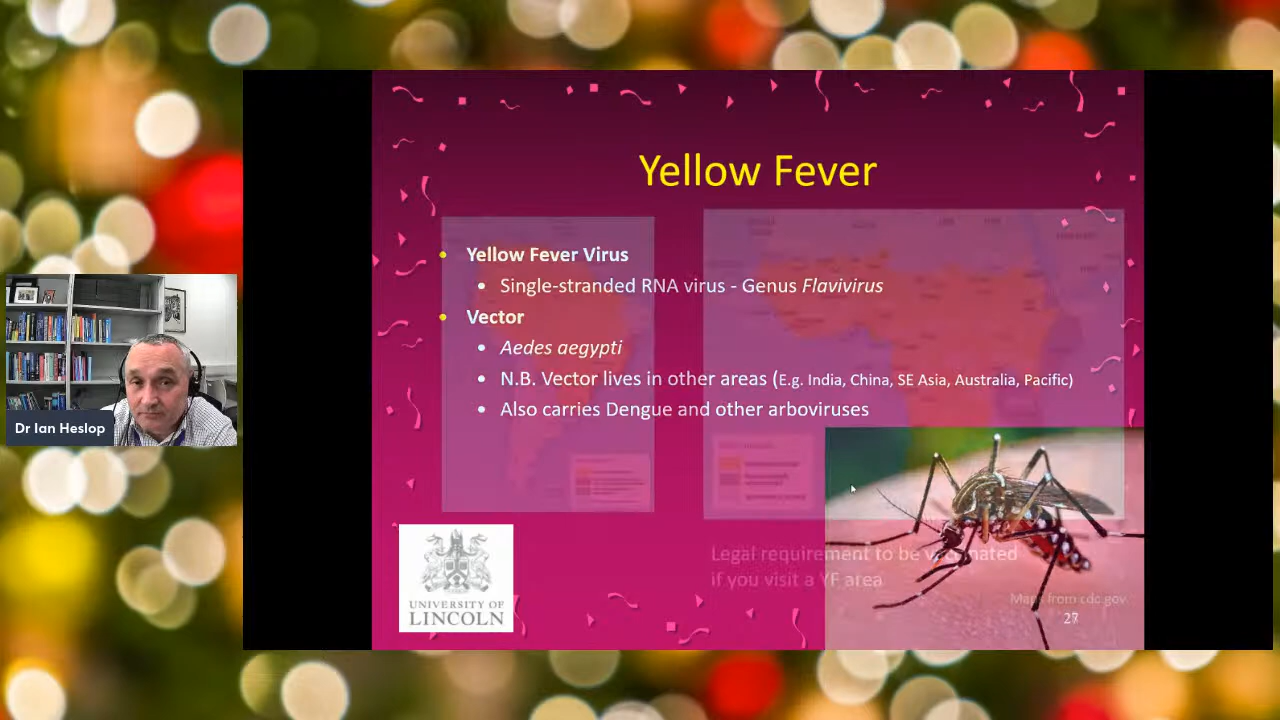 Yellow Fever
Yellow Fever Virus
Single-stranded RNA virus - Genus Flavivirus
Vector
Aedes aegypti
N.B. Vector lives in other areas (E.g. India, China, SE Asia, Australia, Pacific)
Also carries Dengue and other arboviruses
Dr Ian Heslop
UNIVERSITY OF
LINCOLN
Legal requirement to be vaccinated
if you visit a YF area
Maps from cdc.gov